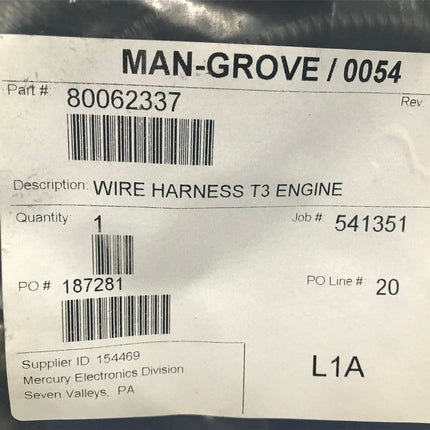 MAN-GROVE / 0054
Part #: 80062337 Rev:
Description: WIRE HARNESS T3 ENGINE
Quantity: 1 Job #: 541351
PO #: 187281 PO Line #: 20
Supplier ID 154469
Mercury Electronics Division
Seven Valleys, PA
L1A